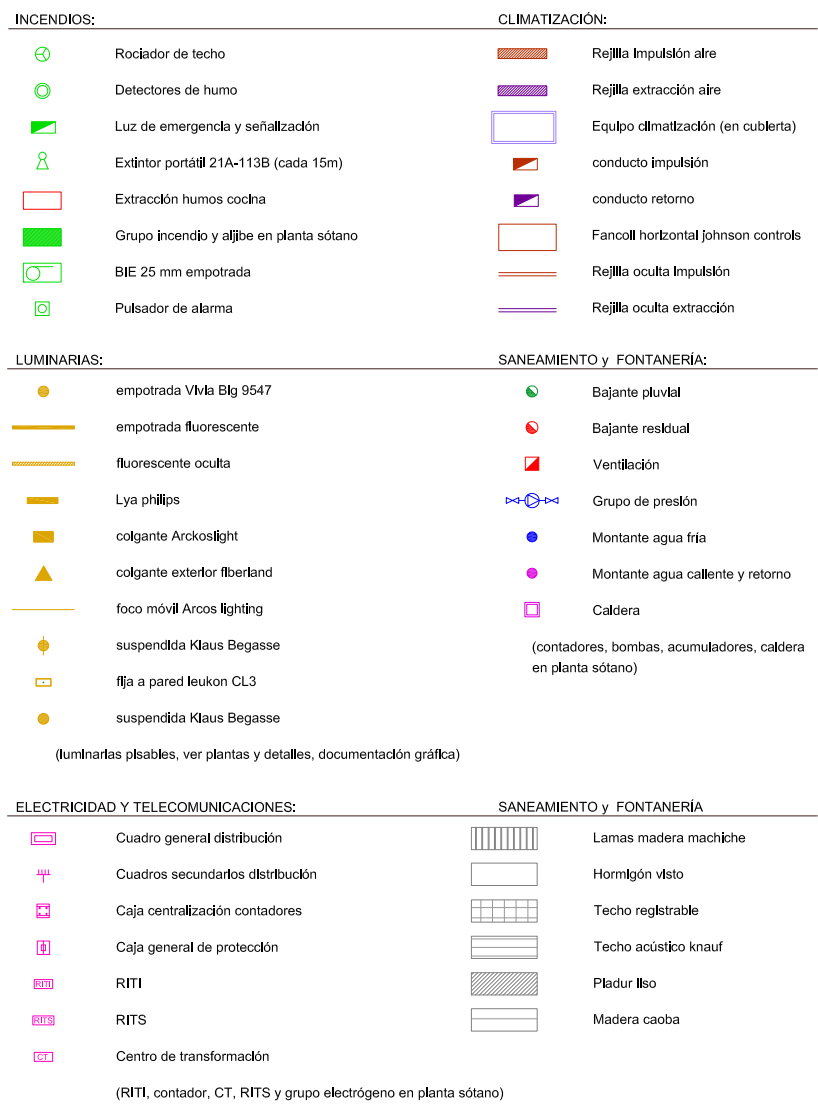 INCENDIOS:
Rociador de techo
Detectores de humo
Luz de emergencia y señalización
Extintor portátil 21A-113B (cada 15m)
Extracción humos cocina
Grupo incendio y aljibe en planta sótano
BIE 25 mm empotrada
Pulsador de alarma
CLIMATIZACIÓN:
Rejilla impulsión aire
Rejilla extracción aire
Equipo climatización (en cubierta)
conducto impulsión
conducto retorno
Fancoil horizontal johnson controls
Rejilla oculta impulsión
Rejilla oculta extracción
LUMINARIAS:
empotrada Vivia Big 9547
empotrada fluorescente
fluorescente oculta
Lya philips
colgante Arckoslight
colgante exterior fiberland
foco móvil Arcos lighting
suspendida Klaus Begasse
fija a pared leukon CL3
suspendida Klaus Begasse
(luminarias pisables, ver plantas y detalles, documentación gráfica)
SANEAMIENTO y FONTANERÍA:
Bajante pluvial
Bajante residual
Ventilación
Grupo de presión
Montante agua fría
Montante agua caliente y retorno
Caldera
(contadores, bombas, acumuladores, caldera
en planta sótano)
ELECTRICIDAD Y TELECOMUNICACIONES:
Cuadro general distribución
Cuadros secundarios distribución
Caja centralización contadores
Caja general de protección
RITI RITI
RITS RITS
CT Centro de transformación
(RITI, contador, CT, RITS y grupo electrógeno en planta sótano)
SANEAMIENTO y FONTANERÍA
Lamas madera machiche
Hormigón visto
Techo registrable
Techo acústico knauf
Pladur liso
Madera caoba